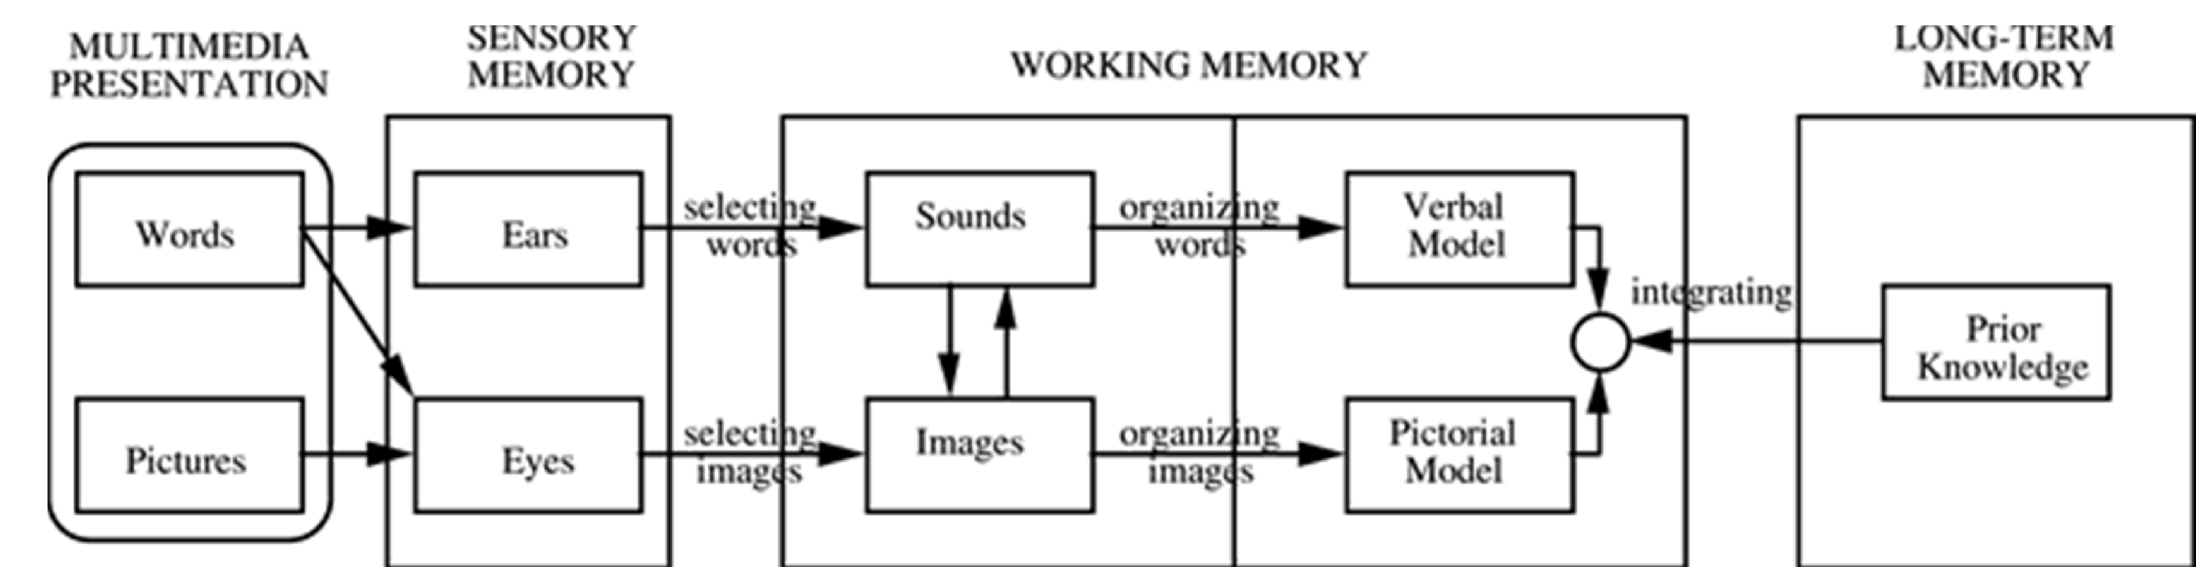 MULTIMEDIA
PRESENTATION
SENSORY
MEMORY
WORKING MEMORY
LONG-TERM
MEMORY
Words
Ears
selecting
words
Sounds
organizing
words
Verbal
Model
integrating
Prior
Knowledge
Pictures
Eyes
selecting
images
Images
organizing
images
Pictorial
Model